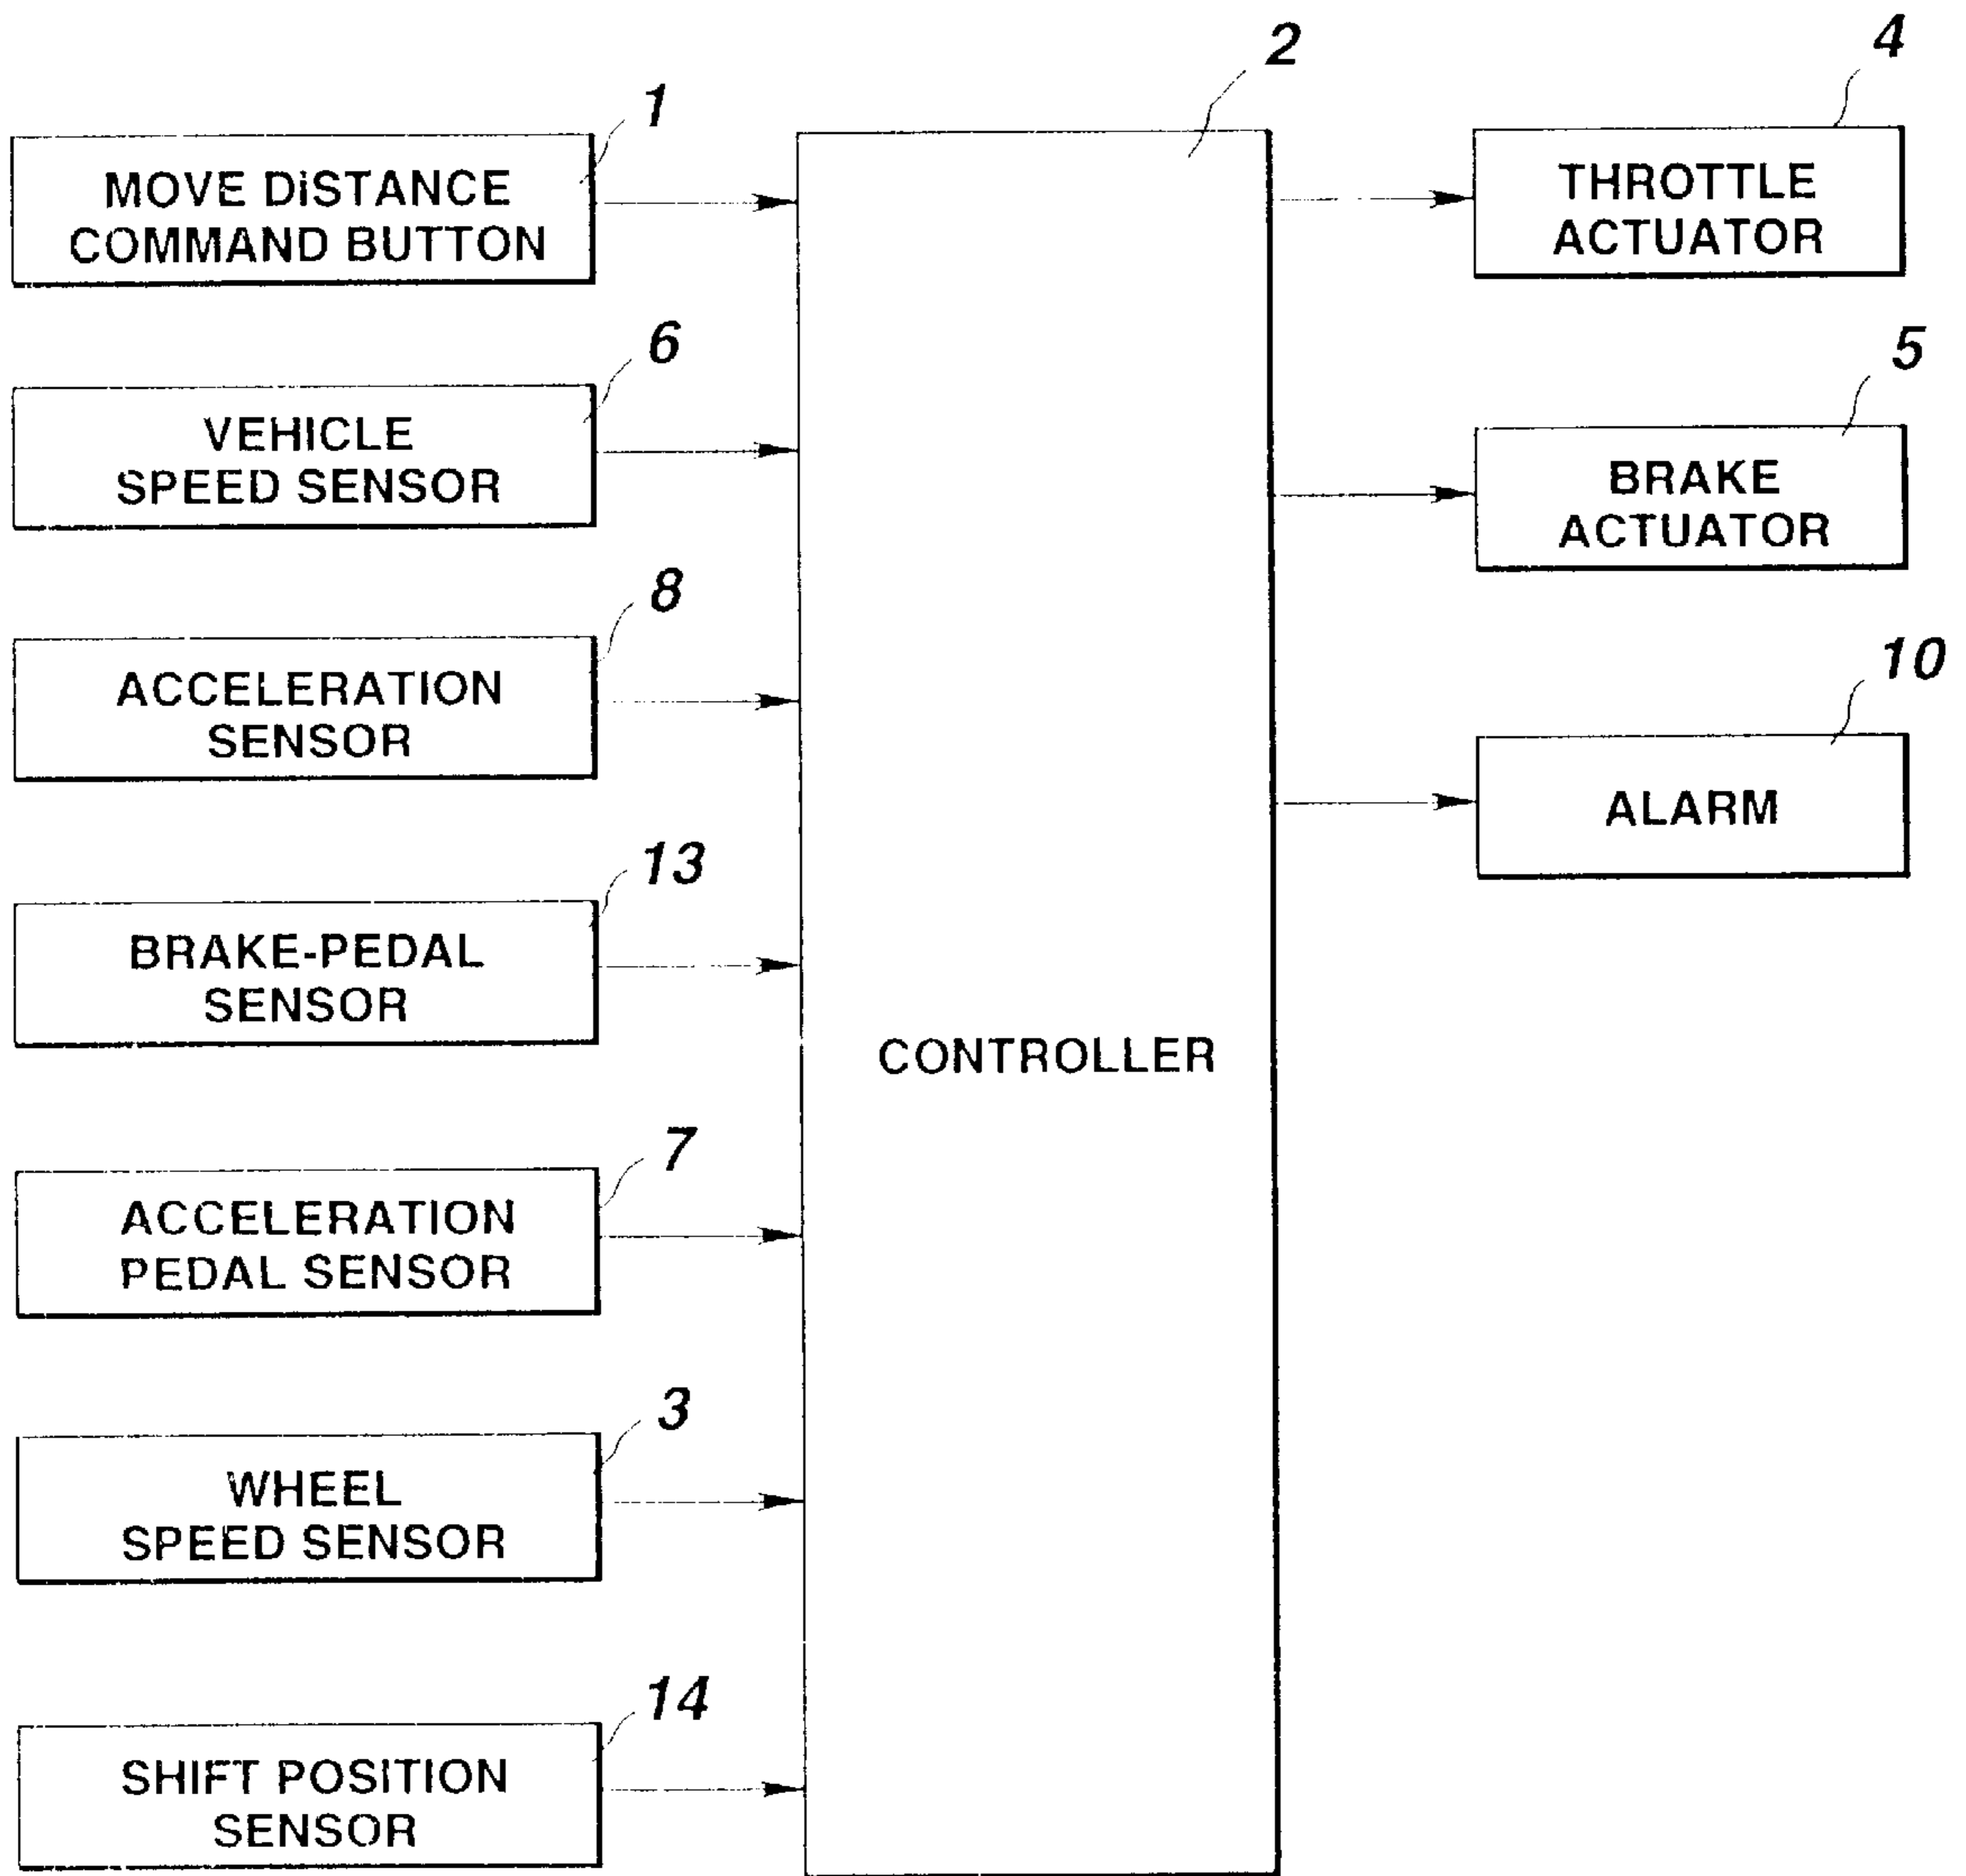 1
MOVE DiSTANCE
COMMAND BUTTON
6
VEHICLE
SPEED SENSOR
8
ACCELERATION
SENSOR
13
BRAKE-PEDAL
SENSOR
7
ACCELERATION
PEDAL SENSOR
3
WHEEL
SPEED SENSOR
14
SHIFT POSITION
SENSOR
2
CONTROLLER
4
THROTTLE
ACTUATOR
5
BRAKE
ACTUATOR
10
ALARM